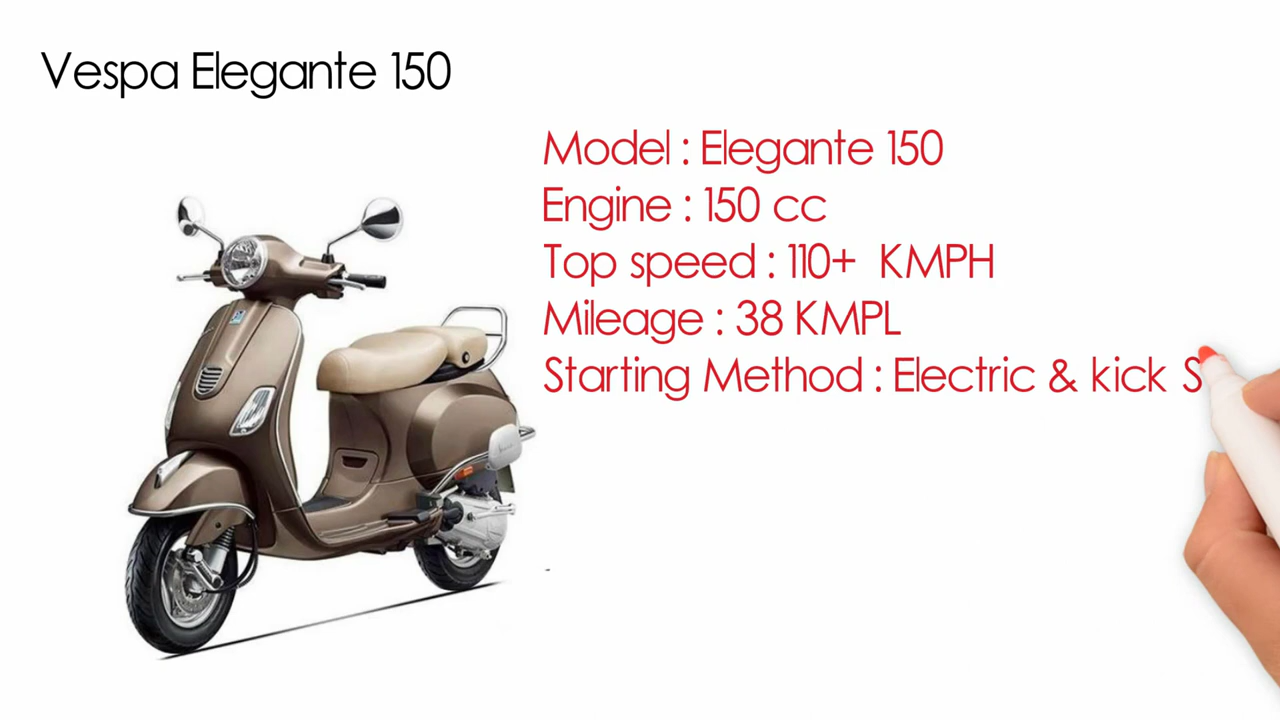 Vespa Elegante 150
Model : Elegante 150
Engine : 150 cc
Top speed : 110+ KMPH
Mileage : 38 KMPL
Starting Method : Electric & kick S